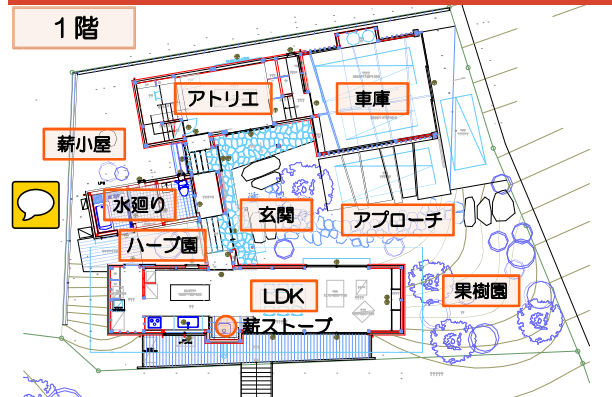 1階
アトリエ
車庫
薪小屋
水廻り
玄関
アプローチ
ハーブ園
LDK
果樹園
薪ストーブ